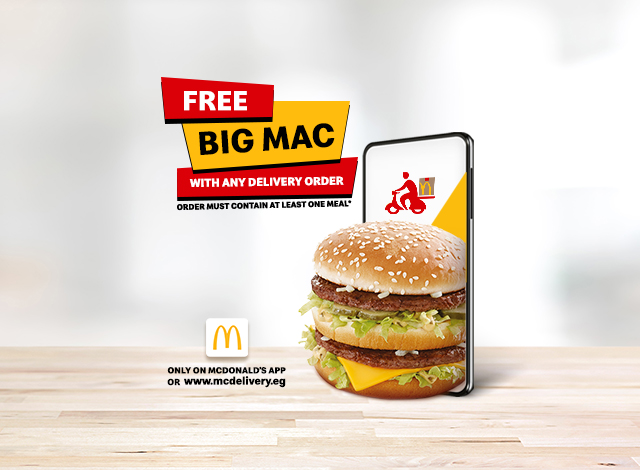 FREE
BIG MAC
WITH ANY DELIVERY ORDER
ORDER MUST CONTAIN AT LEAST ONE MEAL*
ONLY ON MCDONALD'S APP
OR www.mcdelivery.eg